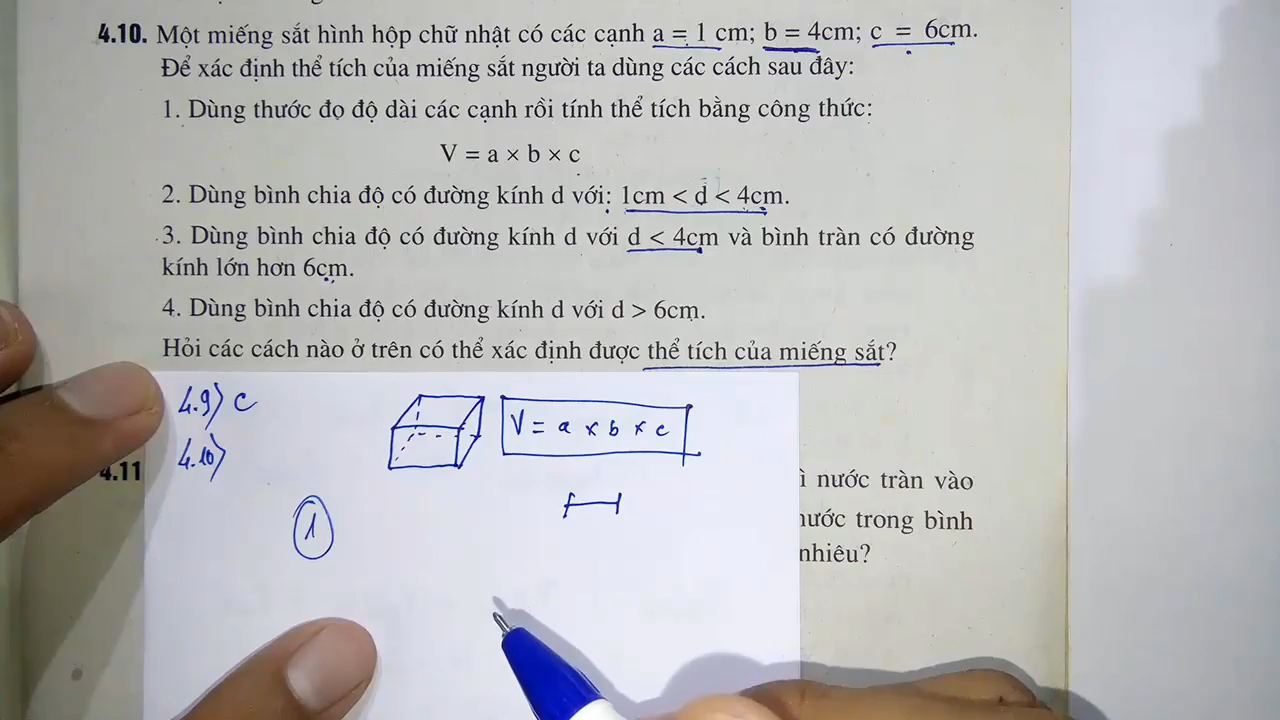 4.10. Một miếng sắt hình hộp chữ nhật có các cạnh a = 1 cm; b = 4cm; c = 6cm.
Để xác định thể tích của miếng sắt người ta dùng các cách sau đây:
1. Dùng thước đọ độ dài các cạnh rồi tính thể tích bằng công thức:
V = a × b × c
2. Dùng bình chia độ có đường kính d với: 1cm < d < 4cm.
3. Dùng bình chia độ có đường kính d với d < 4cm và bình tràn có đường
kính lớn hơn 6cm.
4. Dùng bình chia độ có đường kính d với d > 6cm.
Hỏi các cách nào ở trên có thể xác định được thể tích của miếng sắt?
4.9) C
V = a × b × c
4.10)
4.11
ì nước tràn vào
1
nước trong bình
nhiêu?